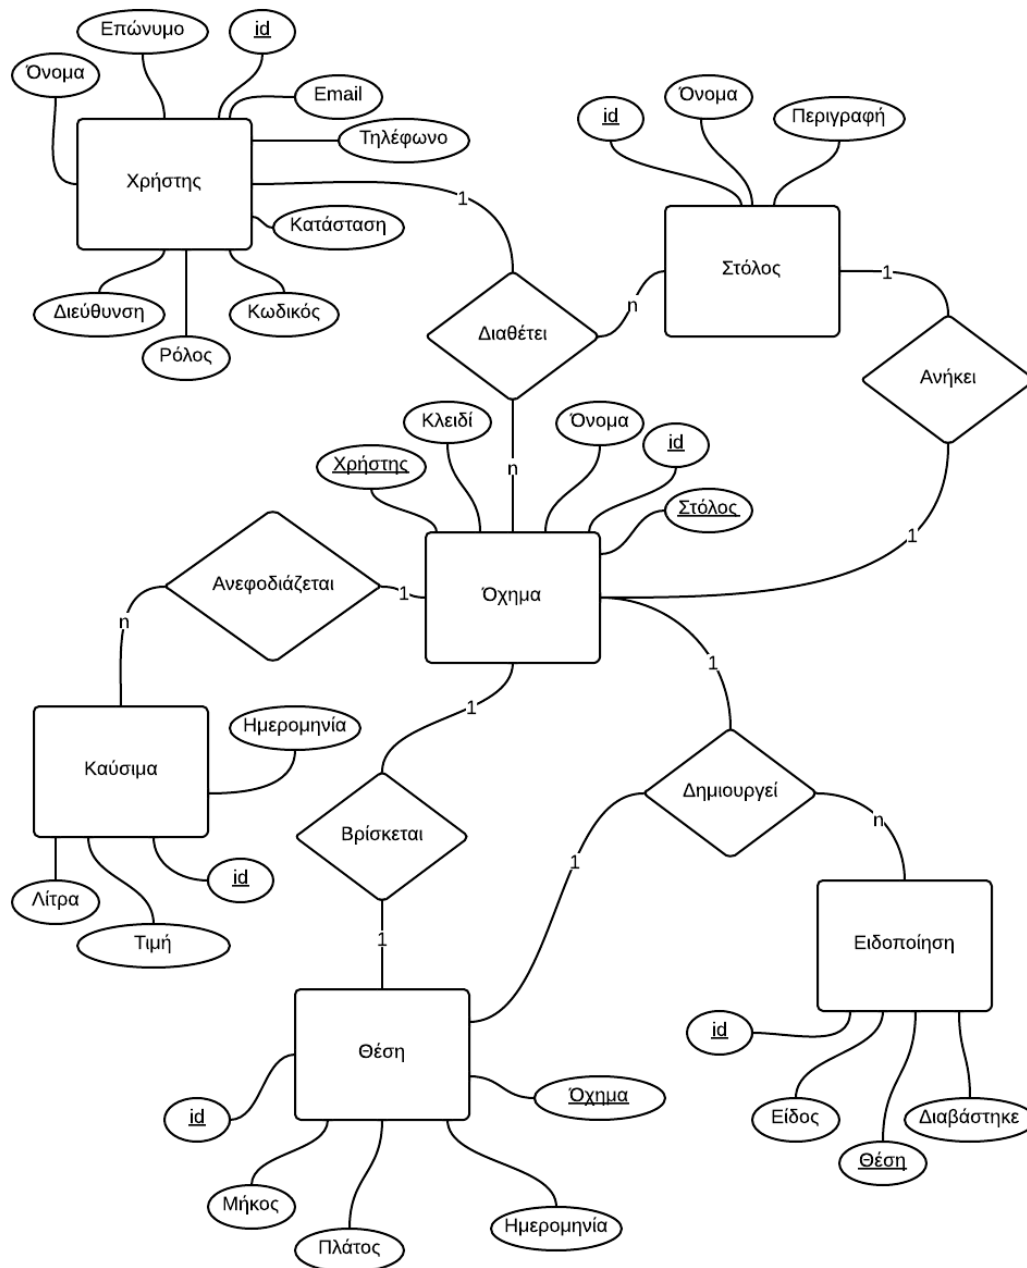 Επώνυμο
id
Όνομα
Email
Τηλέφωνο
Χρήστης
Κατάσταση
Διεύθυνση
Κωδικός
Ρόλος
1
id
Όνομα
Περιγραφή
Στόλος
1
n
Διαθέτει
Ανήκει
Κλειδί
Όνομα
Χρήστης
id
n
Στόλος
1
Ανεφοδιάζεται
1
Όχημα
n
1
1
Ημερομηνία
Καύσιμα
Δημιουργεί
Βρίσκεται
n
1
id
Λίτρα
Τιμή
1
Ειδοποίηση
Θέση
id
Όχημα
id
Είδος
Διαβάστηκε
Θέση
Μήκος
Πλάτος
Ημερομηνία